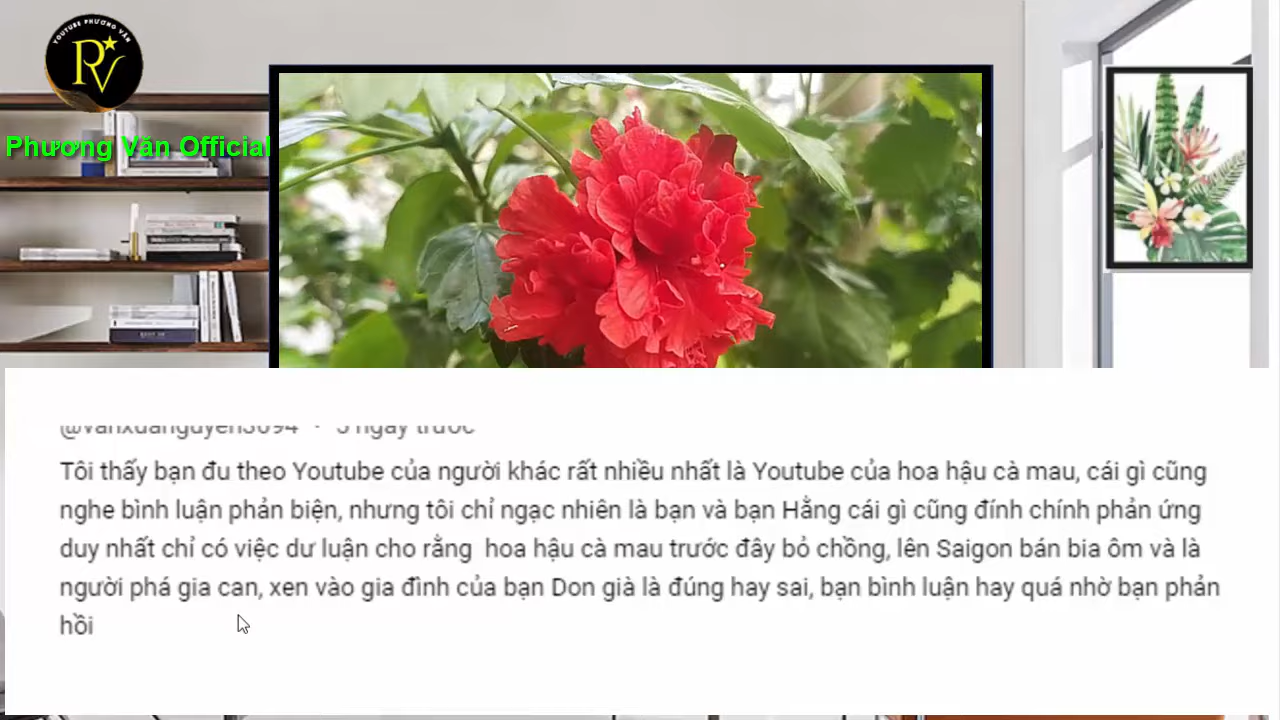 YOUTUBE PHƯƠNG VĂN
RV
Phương Văn Official
Tôi thấy bạn đu theo Youtube của người khác rất nhiều nhất là Youtube của hoa hậu cà mau, cái gì cũng
nghe bình luận phản biện, nhưng tôi chỉ ngạc nhiên là bạn và bạn Hằng cái gì cũng đính chính phản ứng
duy nhất chỉ có việc dư luận cho rằng hoa hậu cà mau trước đây bỏ chồng, lên Saigon bán bia ôm và là
người phá gia can, xen vào gia đình của bạn Don già là đúng hay sai, bạn bình luận hay quá nhờ bạn phản
hồi